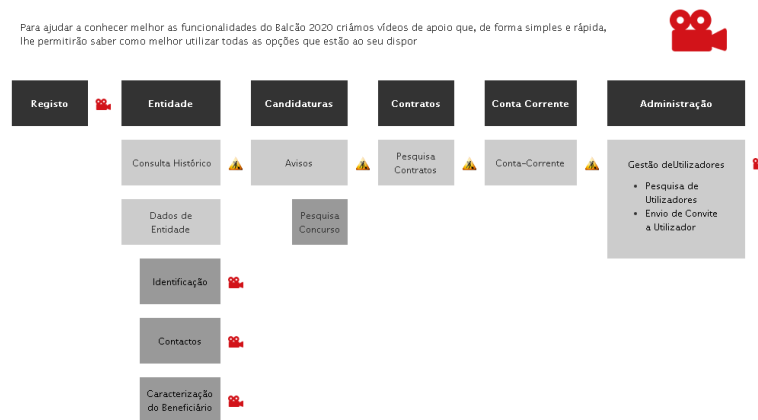 Para ajudar a conhecer melhor as funcionalidades do Balcão 2020 criámos vídeos de apoio que, de forma simples e rápida,
lhe permitirão saber como melhor utilizar todas as opções que estão ao seu dispor
Registo
Entidade
Candidaturas
Contratos
Conta Corrente
Administração
Consulta Histórico
Avisos
Pesquisa
Contratos
Conta-Corrente
Gestão deUtilizadores
Pesquisa de
Utilizadores
Envio de Convite
a Utilizador
Dados de
Entidade
Pesquisa
Concurso
Identificação
Contactos
Caracterização
do Beneficiário